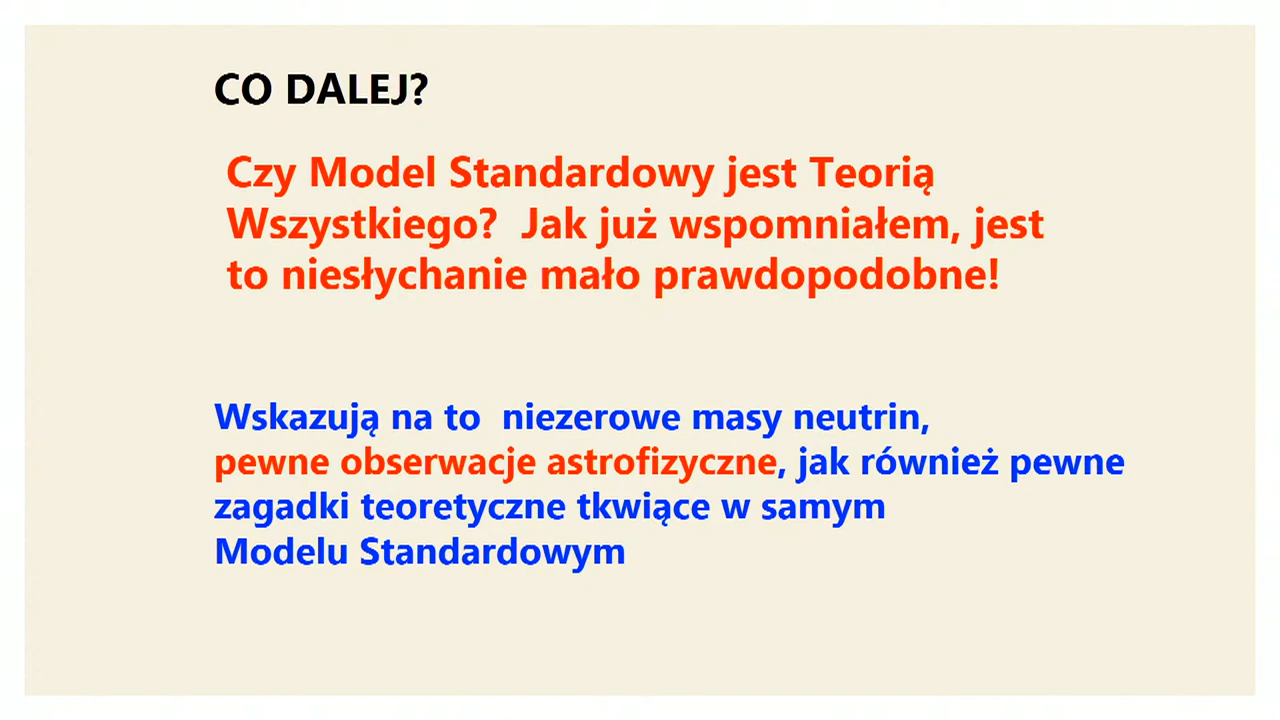 CO DALEJ?
Czy Model Standardowy jest Teorią
Wszystkiego? Jak już wspomniałem, jest
to niesłychanie mało prawdopodobne!
Wskazują na to niezerowe masy neutrin,
pewne obserwacje astrofizyczne, jak również pewne
zagadki teoretyczne tkwiące w samym
Modelu Standardowym